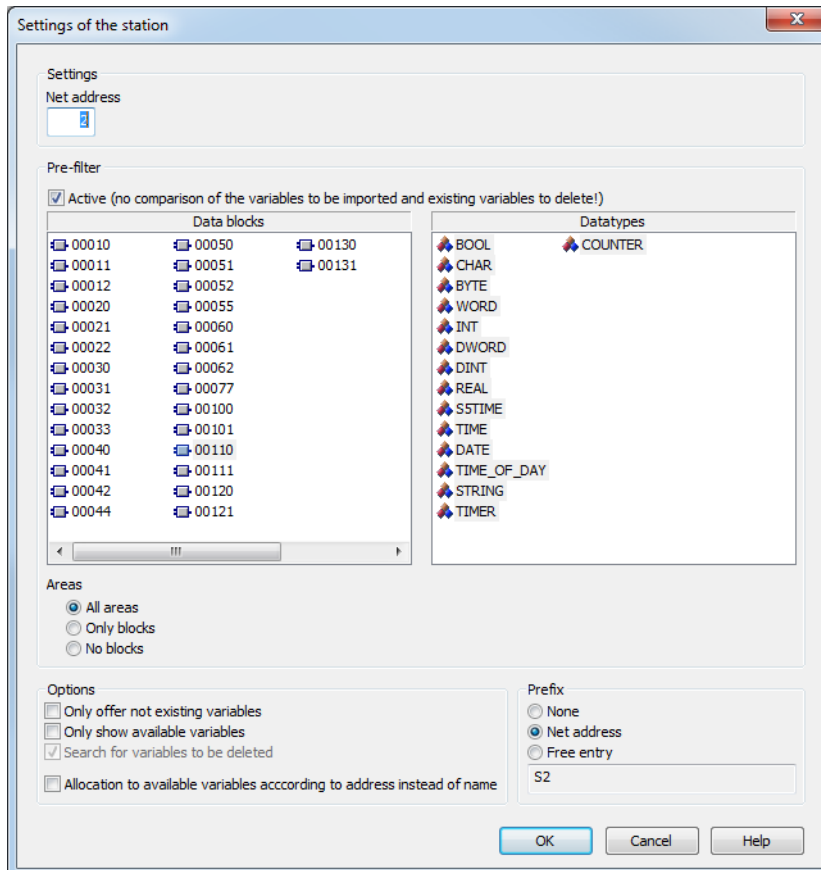 Settings of the station
Settings
Net address
2
Pre-filter
Active (no comparison of the variables to be imported and existing variables to delete!)
Data blocks Datatypes
00010 00050 00130 BOOL COUNTER
00011 00051 00131 CHAR
00012 00052 BYTE
00020 00055 WORD
00021 00060 INT
00022 00061 DWORD
00030 00062 DINT
00031 00077 REAL
00032 00100 S5TIME
00033 00101 TIME
00040 00110 DATE
00041 00111 TIME_OF_DAY
00042 00120 STRING
00044 00121 TIMER
Areas
All areas
Only blocks
No blocks
Options
Only offer not existing variables
Only show available variables
Search for variables to be deleted
Allocation to available variables acccording to address instead of name
Prefix
None
Net address
Free entry
S2
OK Cancel Help